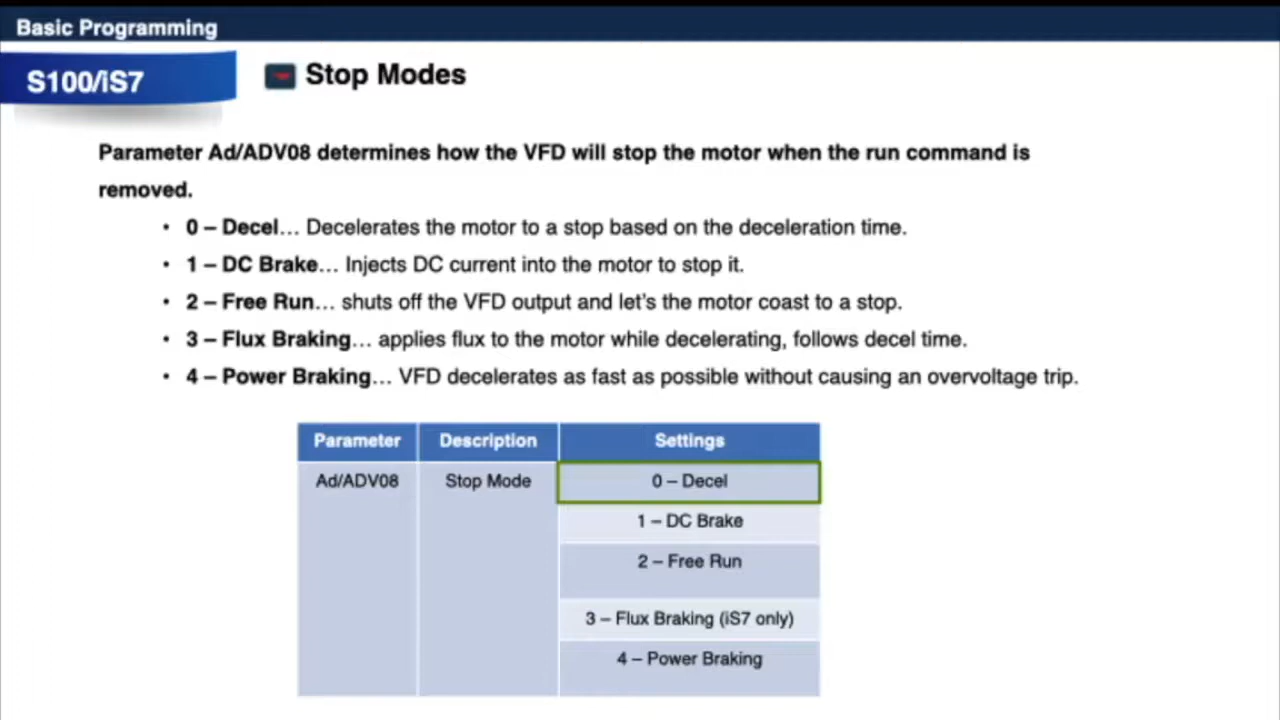 Basic Programming
S100/iS7
Stop Modes
Parameter Ad/ADV08 determines how the VFD will stop the motor when the run command is
removed.
• 0 – Decel… Decelerates the motor to a stop based on the deceleration time.
• 1 – DC Brake… Injects DC current into the motor to stop it.
• 2 – Free Run… shuts off the VFD output and let's the motor coast to a stop.
• 3 – Flux Braking… applies flux to the motor while decelerating, follows decel time.
• 4 – Power Braking… VFD decelerates as fast as possible without causing an overvoltage trip.
Parameter Description Settings
Ad/ADV08 Stop Mode 0 – Decel
1 – DC Brake
2 – Free Run
3 – Flux Braking (iS7 only)
4 – Power Braking